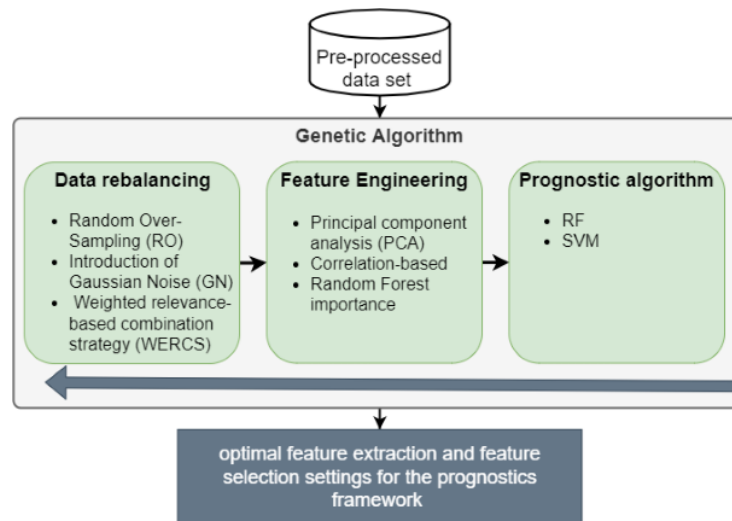 Pre-processed
data set
Genetic Algorithm
Data rebalancing
• Random Over-
Sampling (RO)
• Introduction of
Gaussian Noise (GN)
• Weighted relevance-
based combination
strategy (WERCS)
Feature Engineering
• Principal component
analysis (PCA)
• Correlation-based
• Random Forest
importance
Prognostic algorithm
• RF
• SVM
optimal feature extraction and feature
selection settings for the prognostics
framework